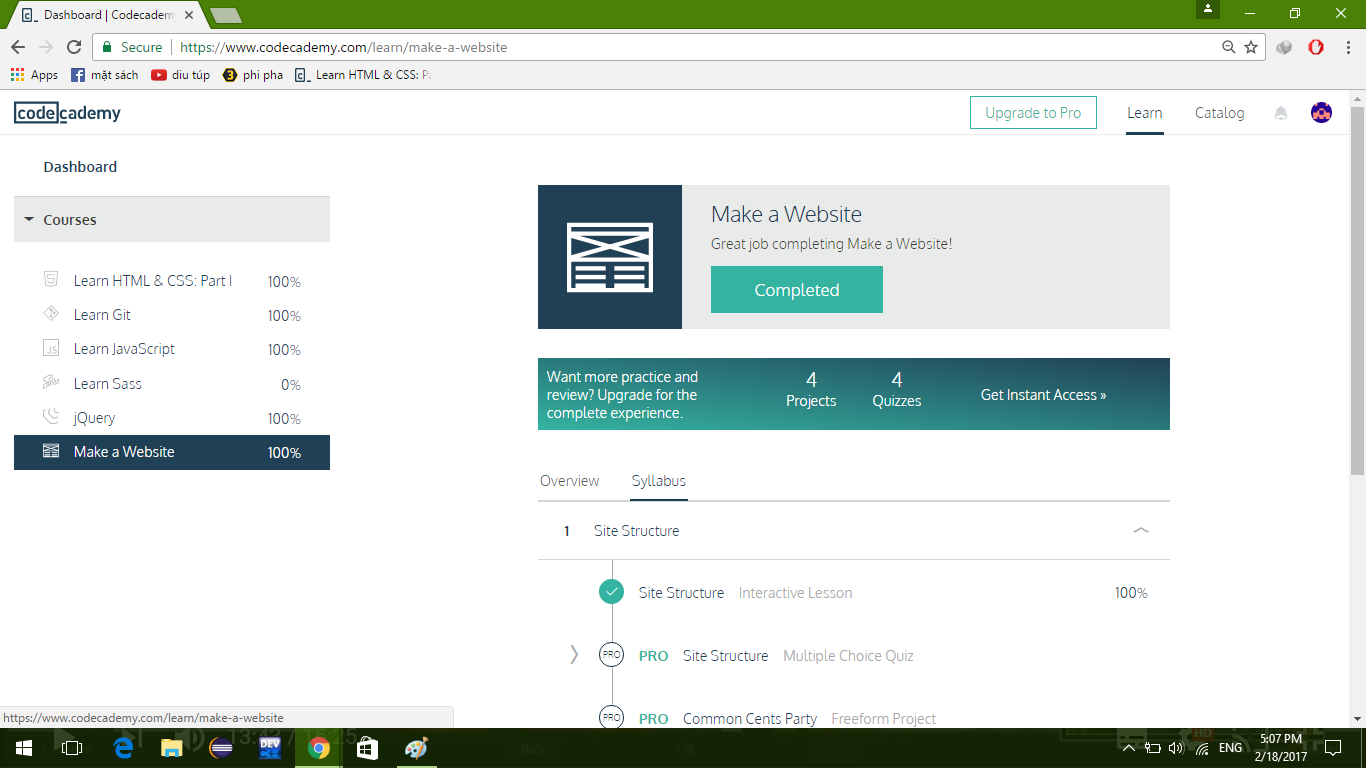 Dashboard | Codecadem
Secure https://www.codecademy.com/learn/make-a-website
Apps mặt sách diu túp phi pha Learn HTML & CSS: Pa
codecademy
Upgrade to Pro Learn Catalog
Dashboard
Courses
Learn HTML & CSS: Part I 100%
Learn Git 100%
Learn JavaScript 100%
Learn Sass 0%
jQuery 100%
Make a Website 100%
Make a Website
Great job completing Make a Website!
Completed
Want more practice and
review? Upgrade for the
complete experience.
4
Projects
4
Quizzes
Get Instant Access »
Overview Syllabus
1 Site Structure
Site Structure Interactive Lesson 100%
PRO PRO Site Structure Multiple Choice Quiz
PRO PRO Common Cents Party Freeform Project
https://www.codecademy.com/learn/make-a-website
DEV
ENG
5:07 PM
2/18/2017